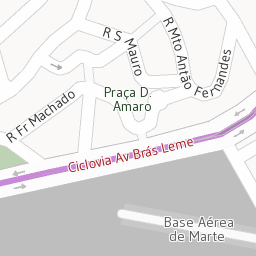 R S Mauro
R Mto Antão
Fernandes
Praça D.
Amaro
R Fr Machado
Ciclovia Av Brás Leme
Base Aérea
de Marte